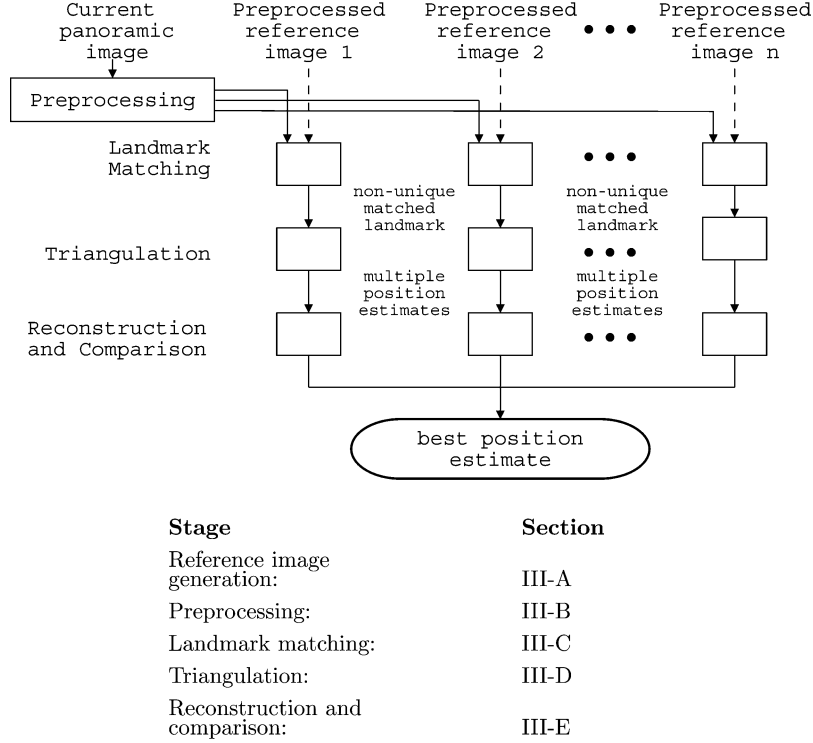 Current
panoramic
image
Preprocessed
reference
image 1
Preprocessed
reference
image 2
Preprocessed
reference
image n
Preprocessing
Landmark
Matching
non-unique
matched
landmark
non-unique
matched
landmark
Triangulation
multiple
position
estimates
multiple
position
estimates
Reconstruction
and Comparison
best position
estimate
Stage Section
Reference image
generation: III-A
Preprocessing: III-B
Landmark matching: III-C
Triangulation: III-D
Reconstruction and
comparison: III-E